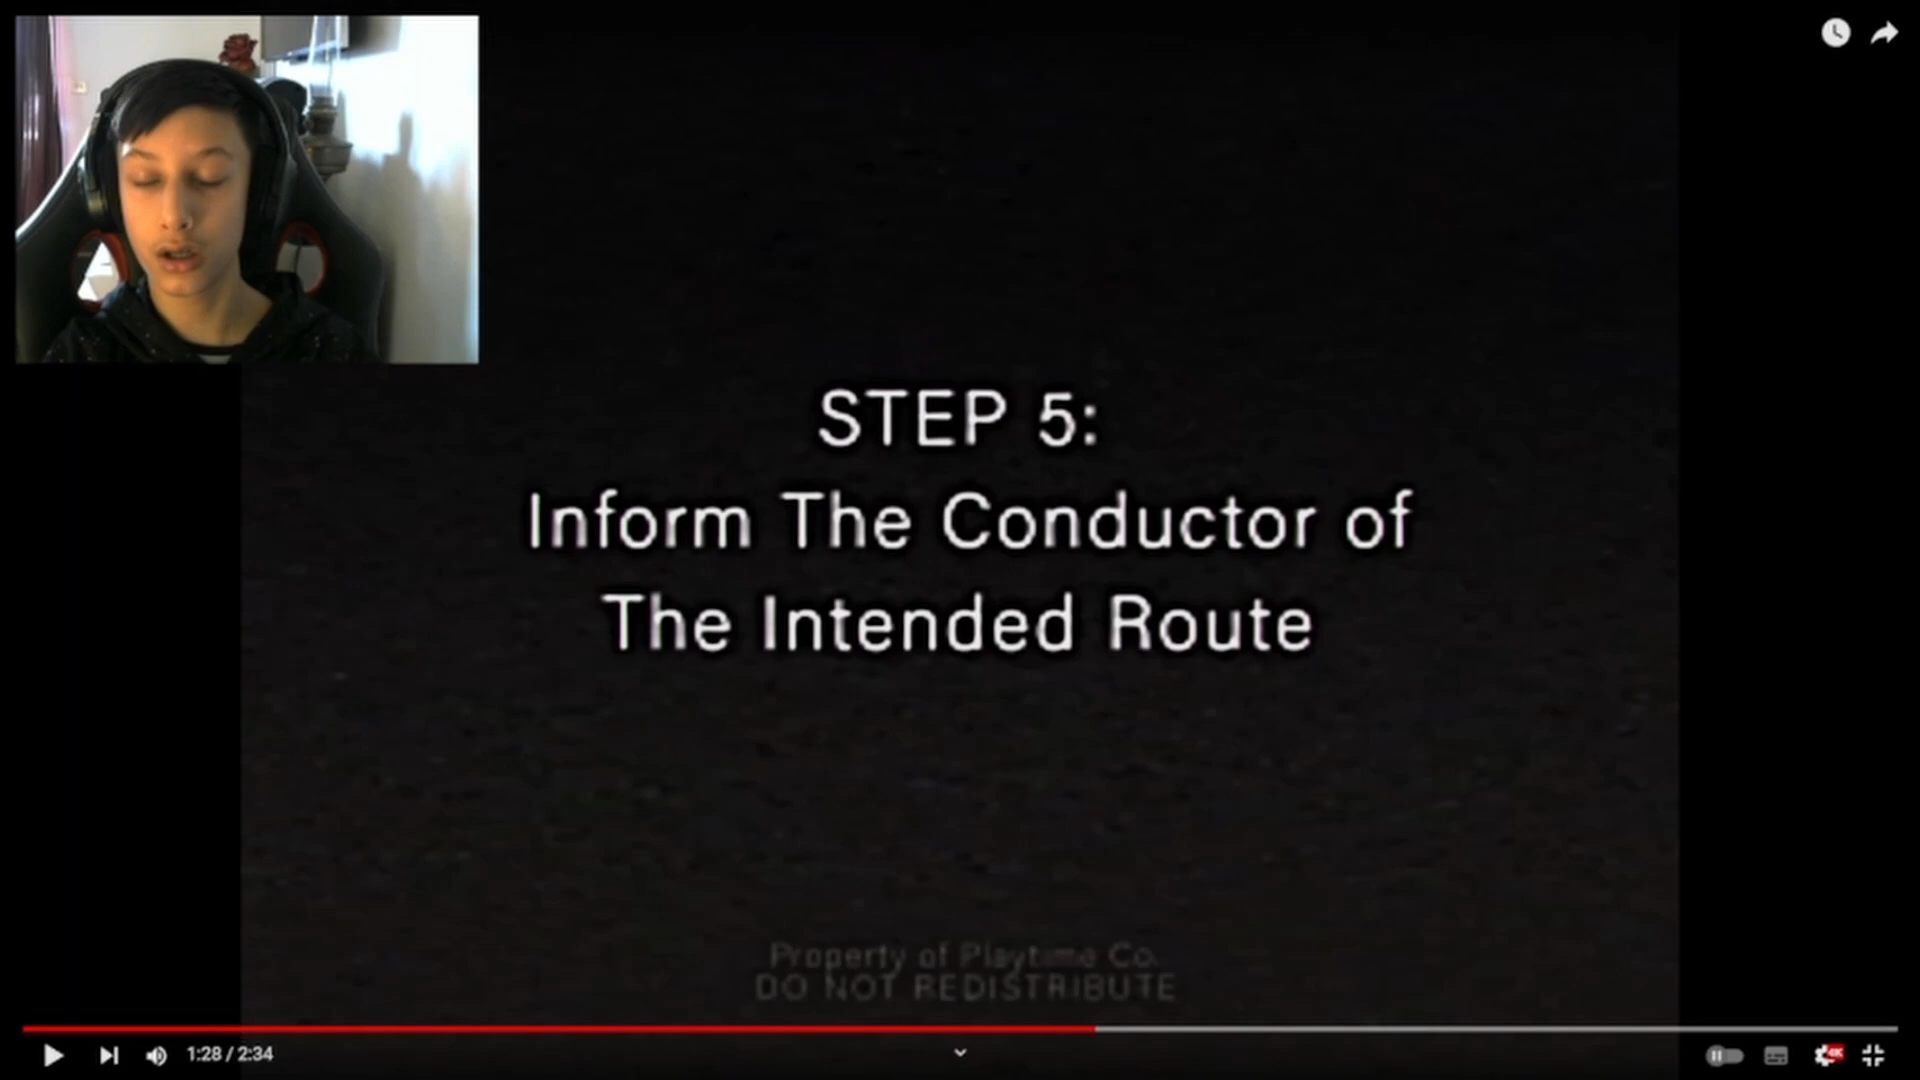 STEP 5:
Inform The Conductor of
The Intended Route
Property of Playtime Co.
DO NOT REDISTRIBUTE
1:28 / 2:34
4K